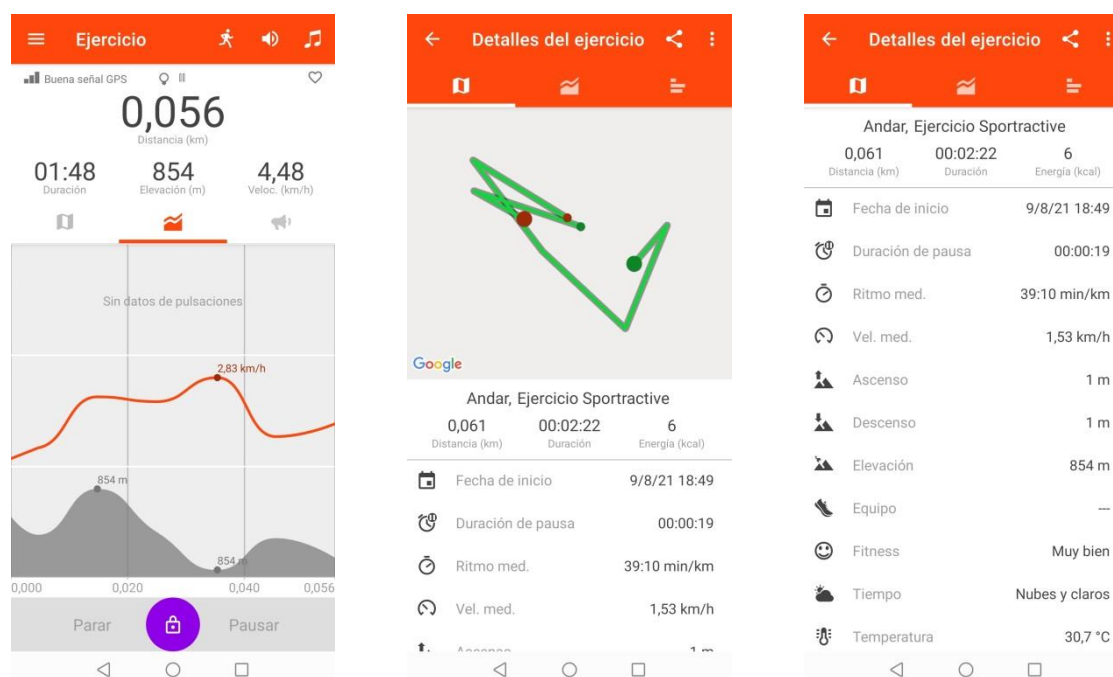 Ejercicio
Buena señal GPS
0,056
Distancia (km)
01:48
854
4,48
Duración
Elevación (m)
Veloc. (km/h)
Sin datos de pulsaciones
2,83 km/h
854 m
854 m
0,000
0,020
0,040
0,056
Parar
Pausar
Detalles del ejercicio
Google
Andar, Ejercicio Sportractive
0,061
00:02:22
6
Distancia (km)
Duración
Energía (kcal)
Fecha de inicio 9/8/21 18:49
Duración de pausa 00:00:19
Ritmo med. 39:10 min/km
Vel. med. 1,53 km/h
Ascenso 1 m
Detalles del ejercicio
Andar, Ejercicio Sportractive
0,061
00:02:22
6
Distancia (km)
Duración
Energía (kcal)
Fecha de inicio 9/8/21 18:49
Duración de pausa 00:00:19
Ritmo med. 39:10 min/km
Vel. med. 1,53 km/h
Ascenso 1 m
Descenso 1 m
Elevación 854 m
Equipo ---
Fitness Muy bien
Tiempo Nubes y claros
Temperatura 30,7 °C